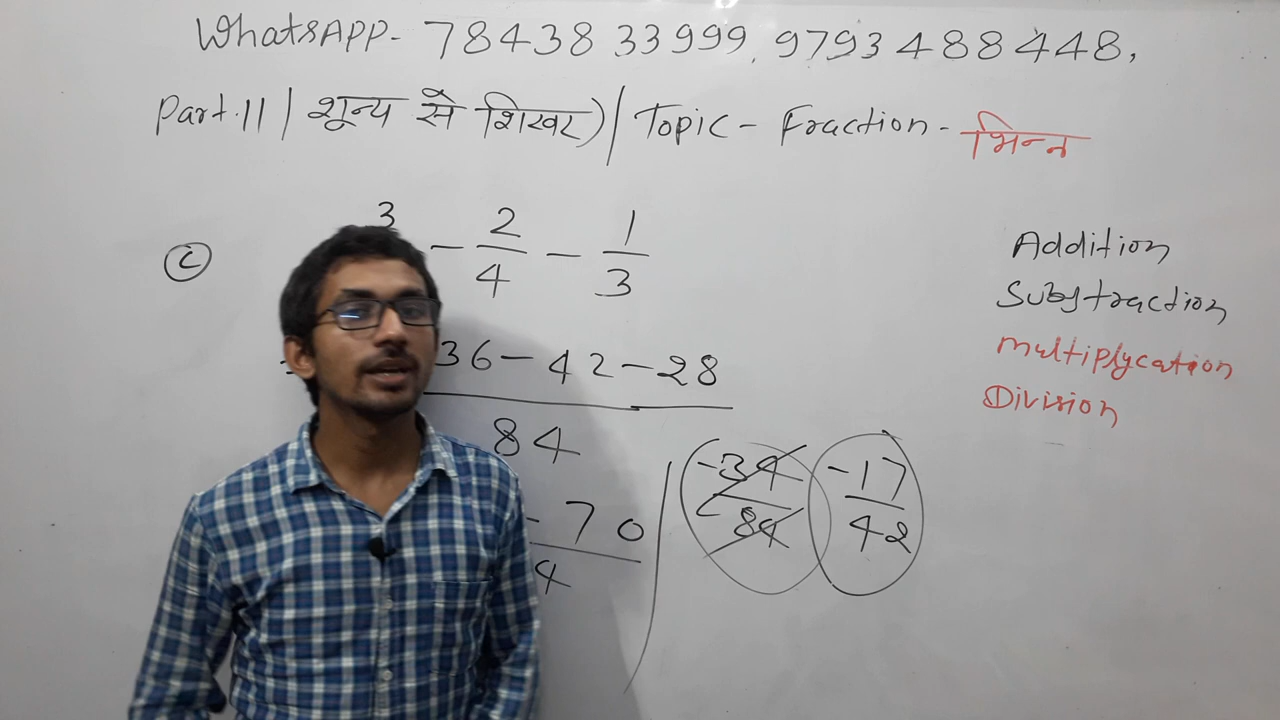 WhatsAPP- 78438 33999, 9793488448,
Part.11 | शून्य से शिखर) | Topic - Fraction - भिन्न
Ⓒ 3 - 2/4 - 1/3
Addition
Substraction
36 - 42 - 28
Multiplycation
84
Division
- 70
4
-34/84
-17/42